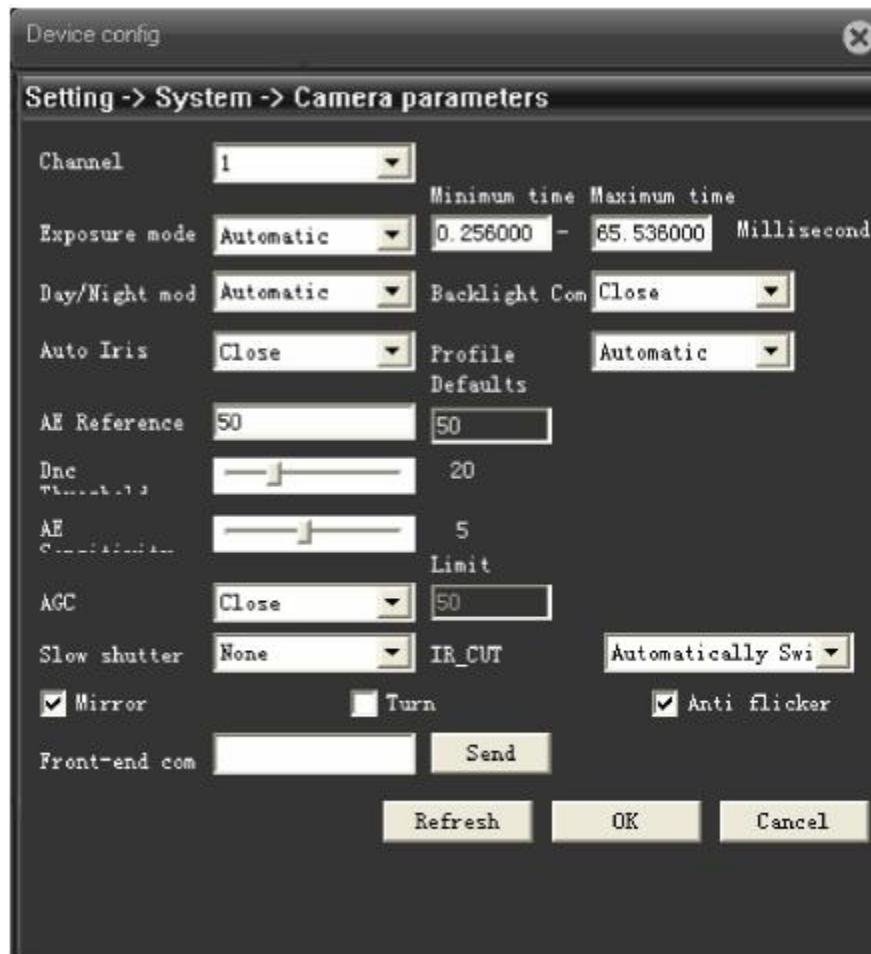 Device config
Setting -> System -> Camera parameters
Channel 1
Minimum time Maximum time
Exposure mode Automatic 0.256000 - 65.536000 Millisecond
Day/Night mod Automatic Backlight Com Close
Auto Iris Close Profile Automatic
Defaults
AE Reference 50 50
Dnc 20
AE 5
Limit
AGC Close 50
Slow shutter None IR_CUT Automatically Swi
Mirror Turn Anti flicker
Front-end com Send
Refresh OK Cancel